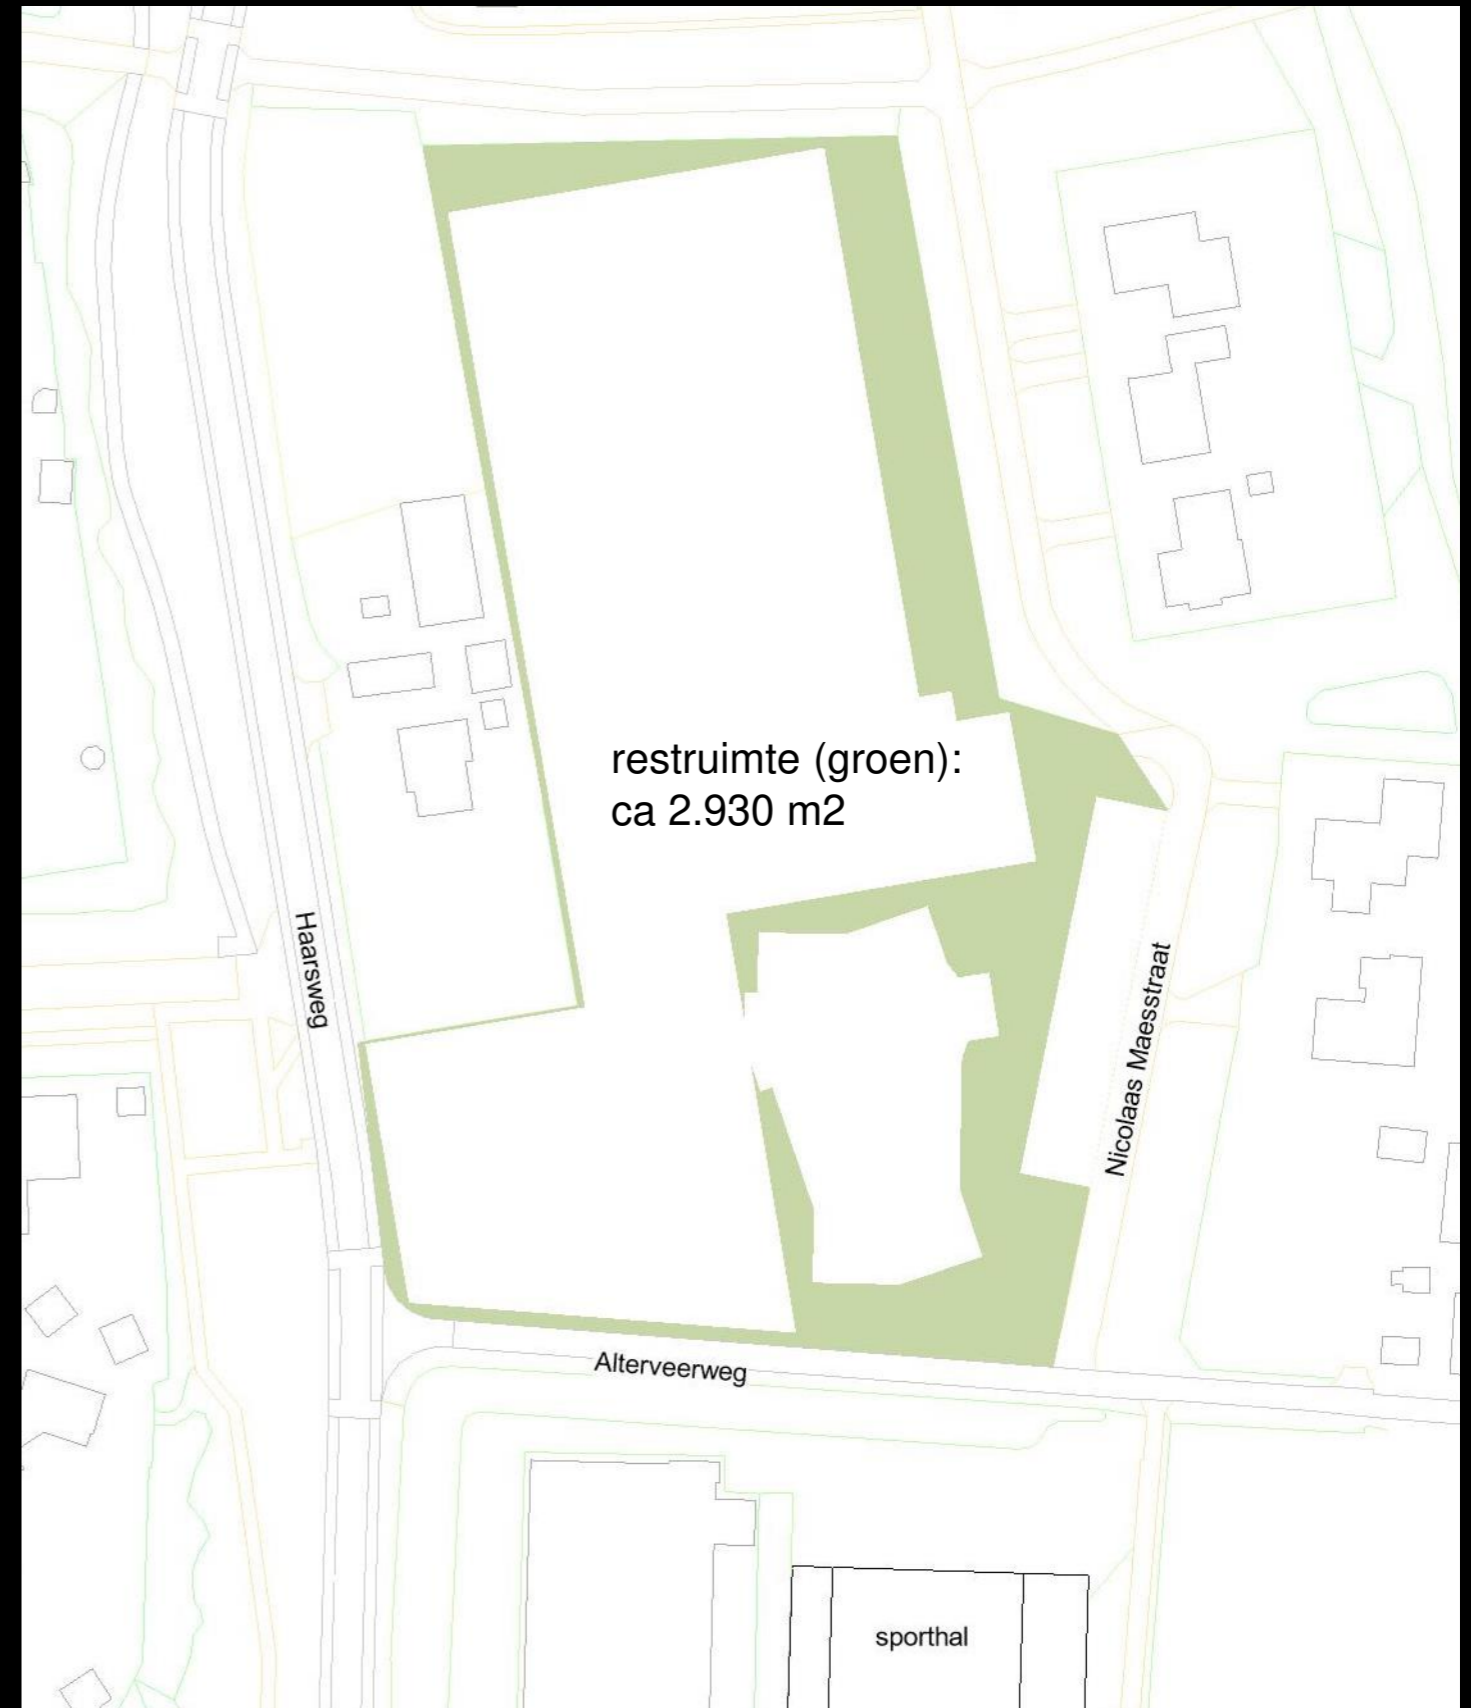 restruimte (groen):
ca 2.930 m2
Haarsweg
Nicolaas Maesstraat
Alterveerweg
sporthal